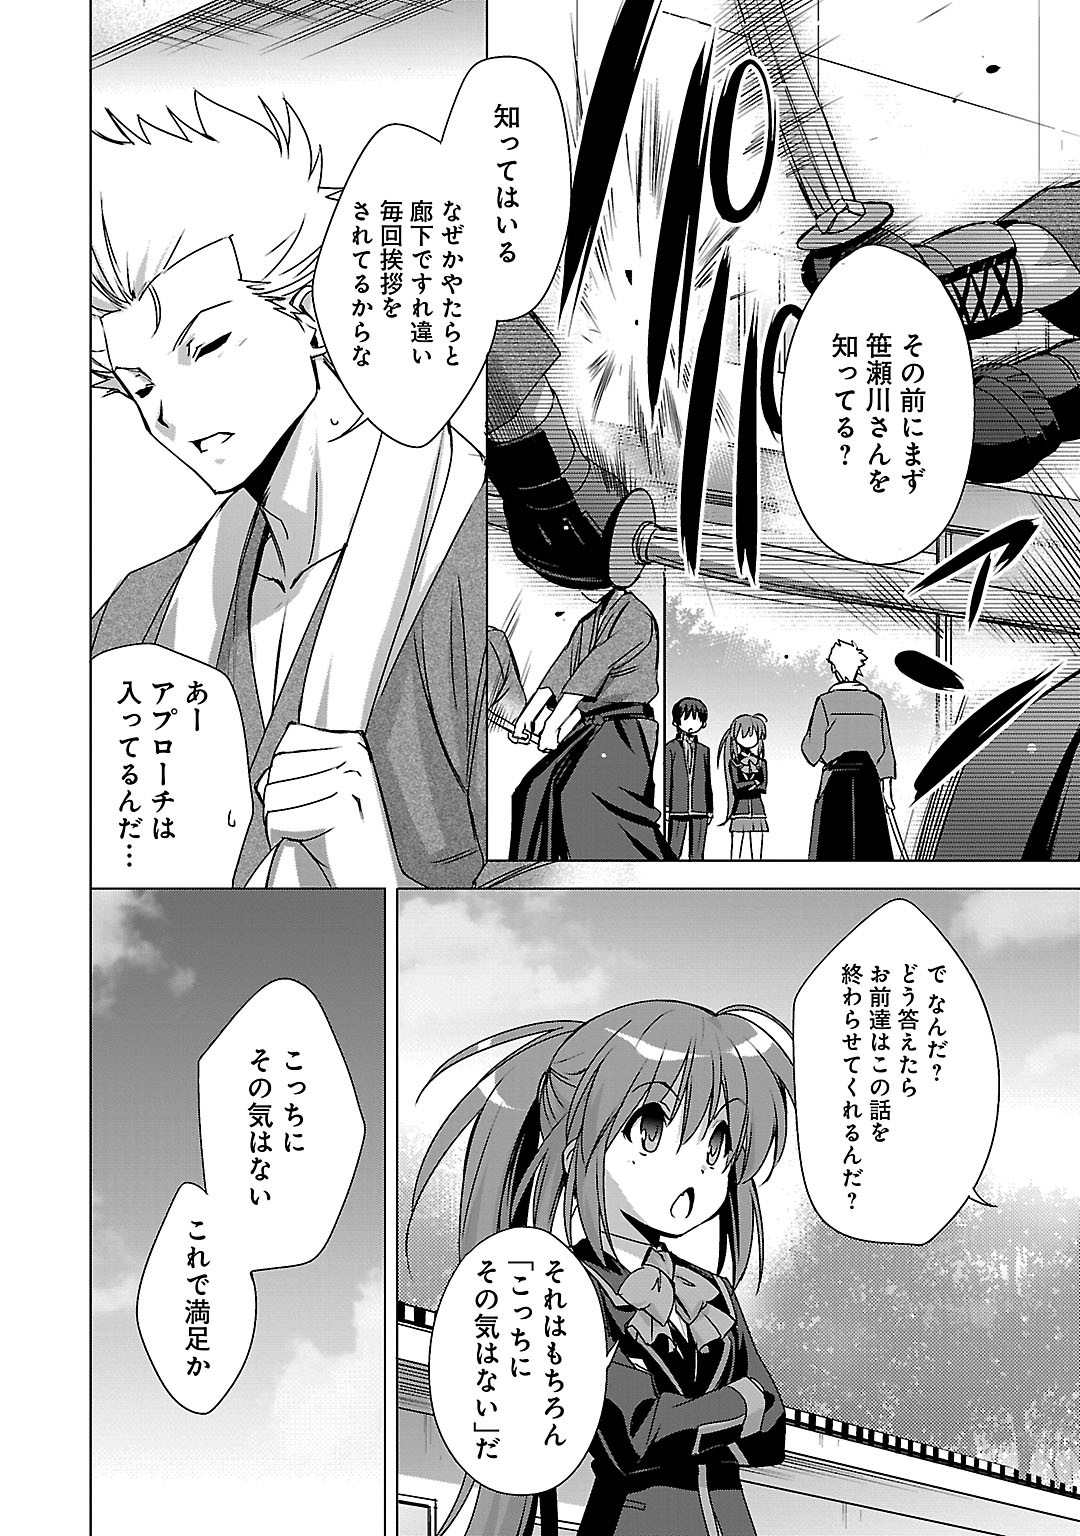 その前にまず
笹瀬川さんを
知ってる?
知ってはいる
なぜかやたらと
廊下ですれ違い
毎回挨拶を
されてるからな
あー
アプローチは
入ってるんだ…
で なんだ?
どう答えたら
お前達はこの話を
終わらせてくれるんだ?
それはもちろん
「こっちに
その気はない」だ
こっちに
その気はない
これで満足か